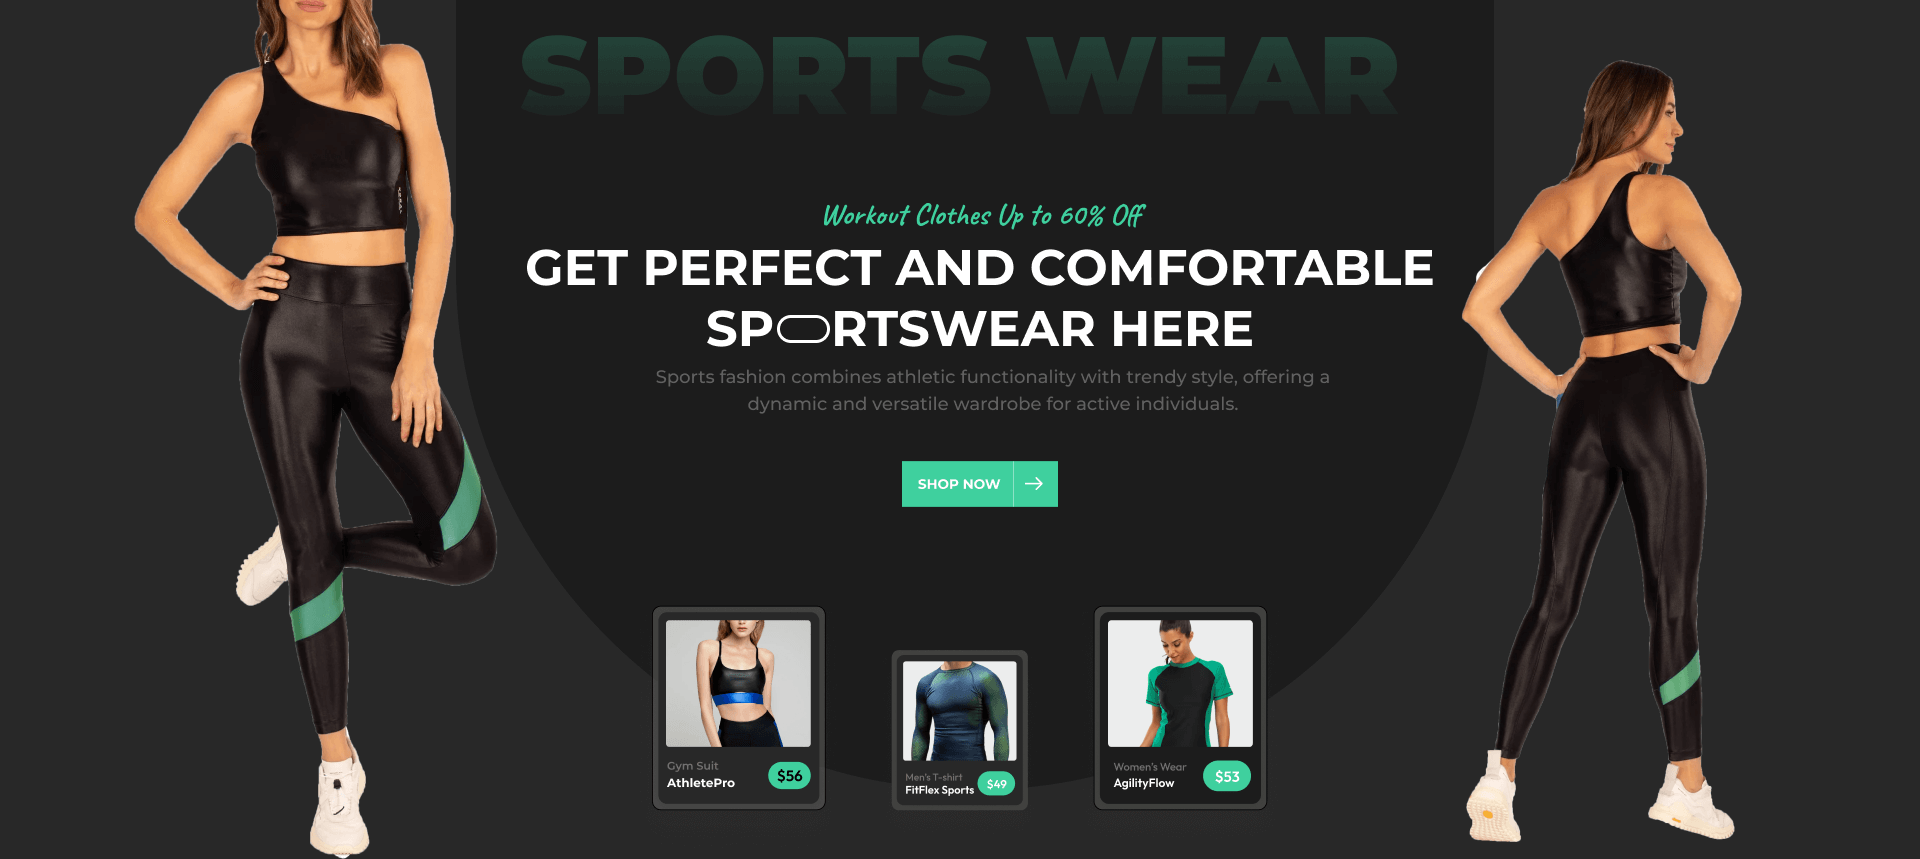 SPORTS WEAR
Workout Clothes Up to 60% Off
GET PERFECT AND COMFORTABLE
SPORTSWEAR HERE
Sports fashion combines athletic functionality with trendy style, offering a
dynamic and versatile wardrobe for active individuals.
SHOP NOW
Gym Suit
AthletePro
$56
Men's T-shirt
FitFlex Sports
$49
Women's Wear
AgilityFlow
$53